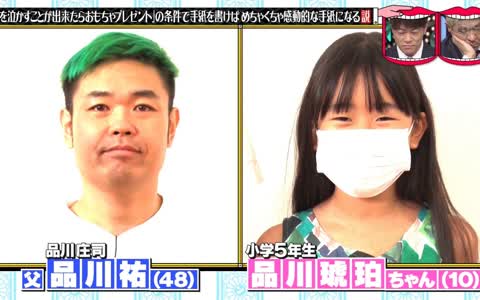 を泣かすことが出来たらおもちゃプレゼント」の条件で手紙を書けば めちゃくちゃ感動的な手紙になる 説
品川庄司
父 品川祐(48)
小学5年生
品川琥珀ちゃん(10)